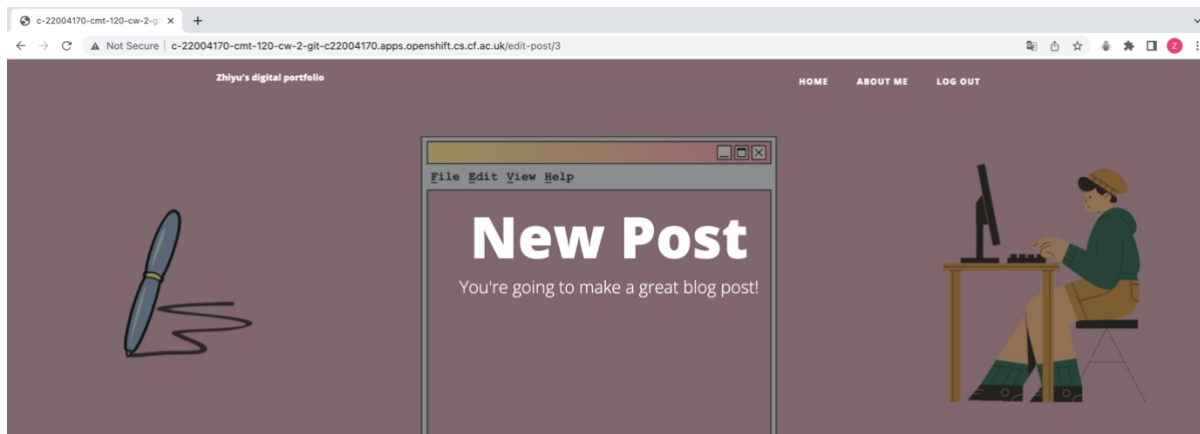 c-22004170-cmt-120-cw-2-g
Not Secure | c-22004170-cmt-120-cw-2-git-c22004170.apps.openshift.cs.cf.ac.uk/edit-post/3
Z
Zhiyu's digital portfolio
HOME ABOUT ME LOG OUT
File Edit View Help
New Post
You're going to make a great blog post!